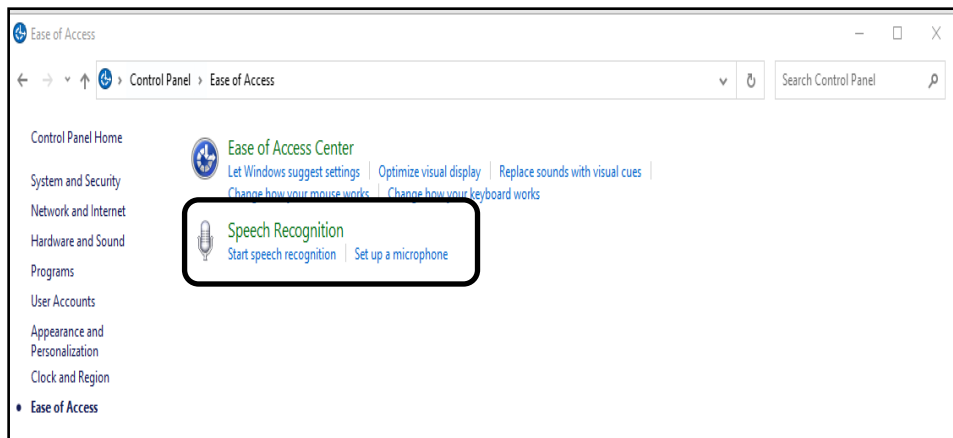 Ease of Access
Control Panel > Ease of Access
Search Control Panel
Control Panel Home
System and Security
Network and Internet
Hardware and Sound
Programs
User Accounts
Appearance and
Personalization
Clock and Region
Ease of Access
Ease of Access Center
Let Windows suggest settings | Optimize visual display | Replace sounds with visual cues |
Change how your mouse works | Change how your keyboard works
Speech Recognition
Start speech recognition | Set up a microphone